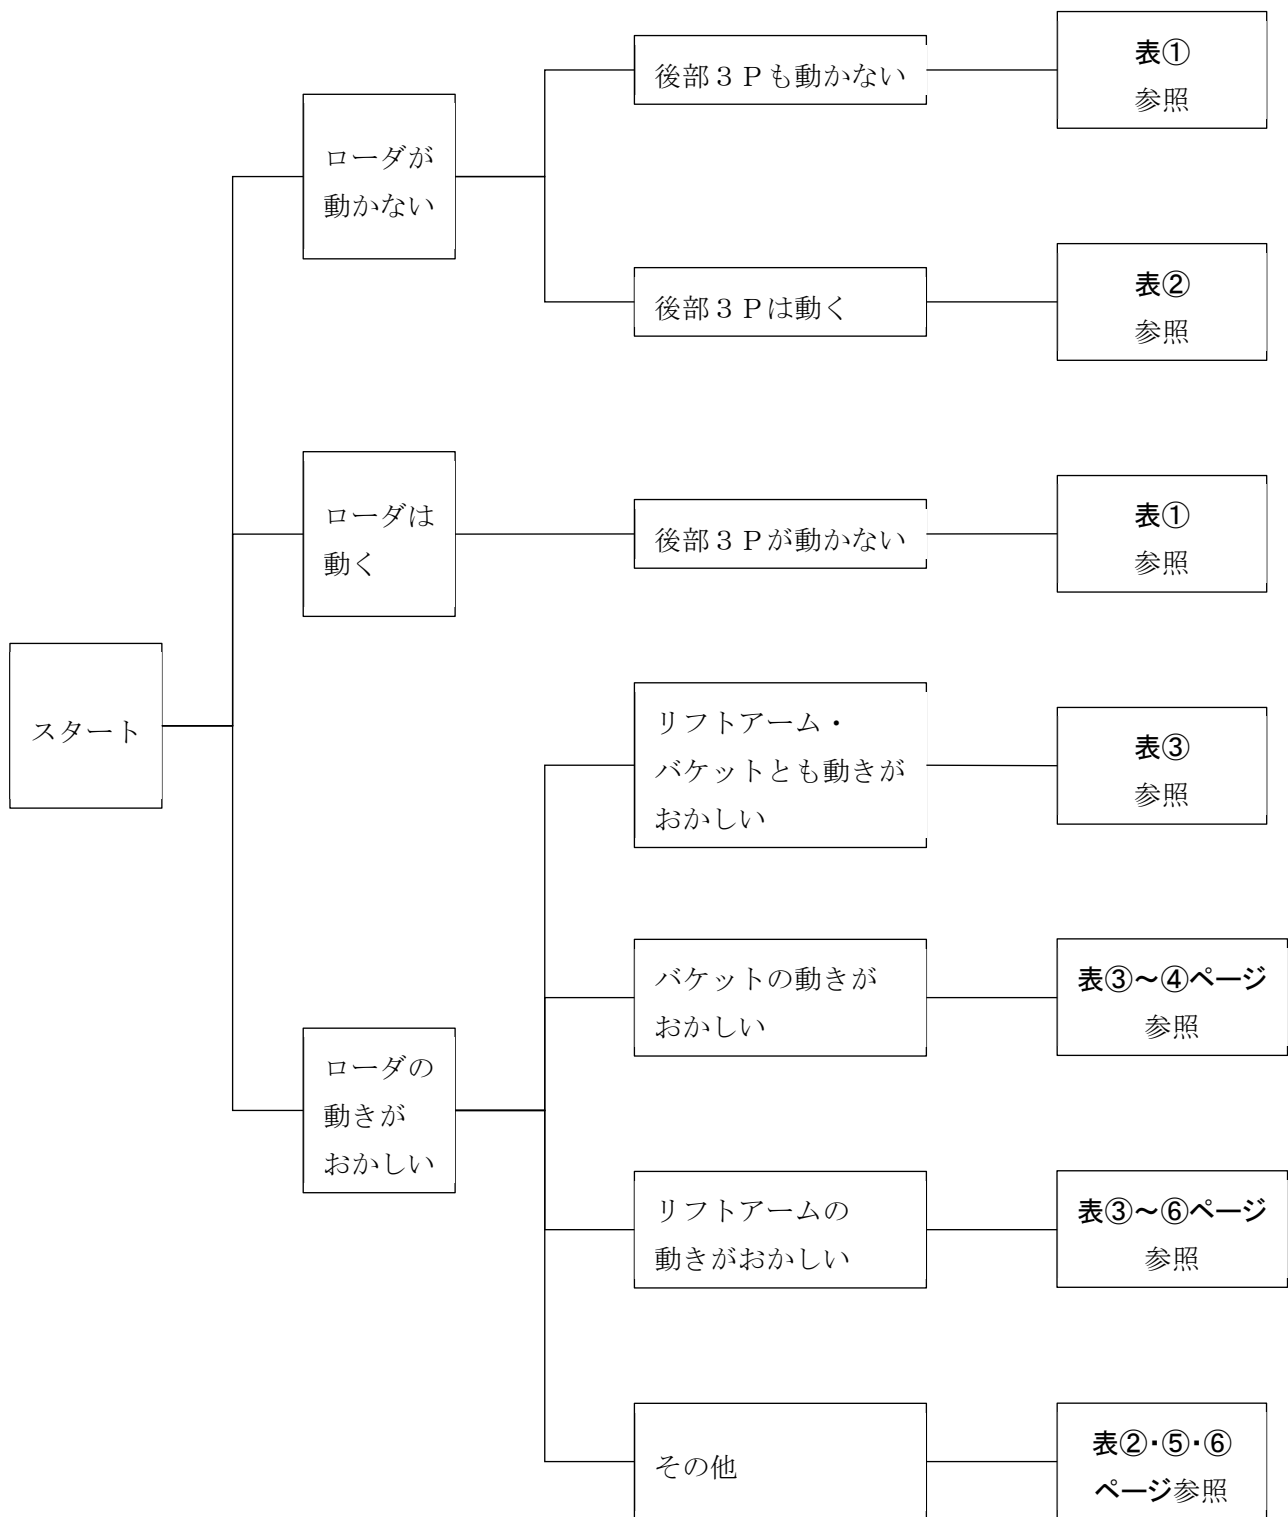 後部３Ｐも動かない
表①
参照
ローダが
動かない
後部３Ｐは動く
表②
参照
ローダは
動く
後部３Ｐが動かない
表①
参照
スタート
リフトアーム・
バケットとも動きが
おかしい
表③
参照
バケットの動きが
おかしい
表③～④ページ
参照
ローダの
動きが
おかしい
リフトアームの
動きがおかしい
表③～⑥ページ
参照
その他
表②・⑤・⑥
ページ参照